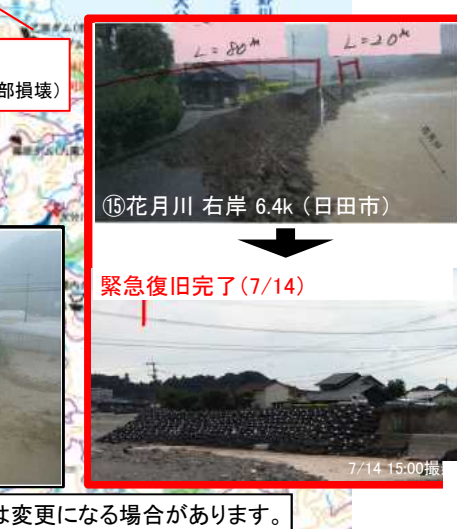 部損壊）
L=80m
L=20m
⑮花月川 右岸 6.4k（日田市）
緊急復旧完了（7/14）
7/14 15:00撮
は変更になる場合があります。